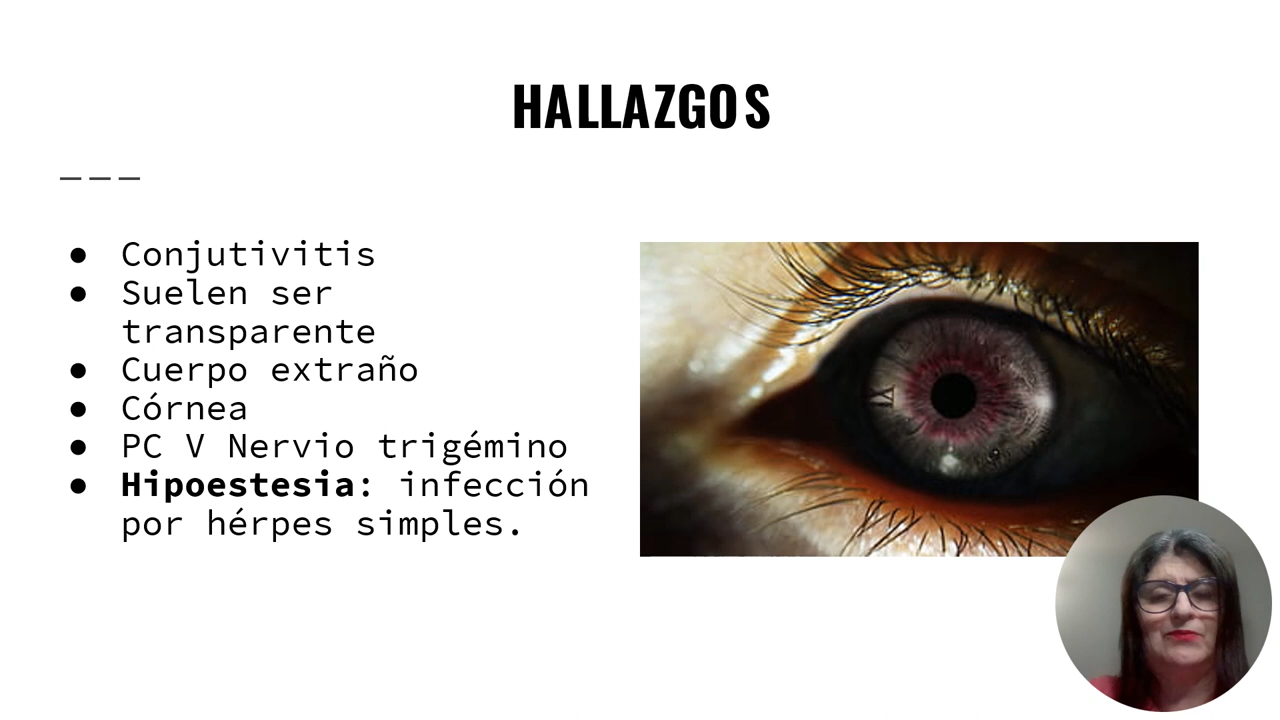 HALLAZGOS
● Conjutivitis
● Suelen ser
transparente
● Cuerpo extraño
● Córnea
● PC V Nervio trigémino
● Hipoestesia: infección
por hérpes simples.